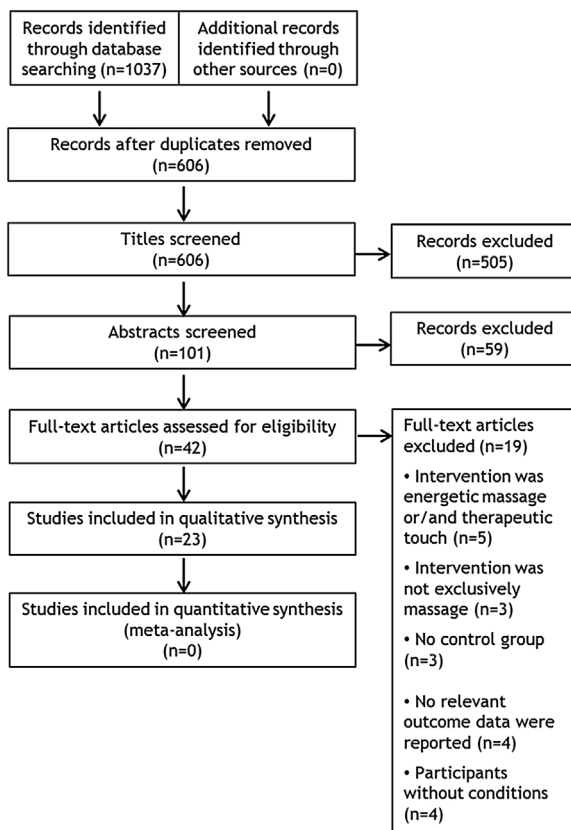 Records identified
through database
searching (n=1037)
Additional records
identified through
other sources (n=0)
Records after duplicates removed
(n=606)
Titles screened
(n=606)
Records excluded
(n=505)
Abstracts screened
(n=101)
Records excluded
(n=59)
Full-text articles assessed for eligibility
(n=42)
Full-text articles
excluded (n=19)
• Intervention was
energetic massage
or/and therapeutic
touch (n=5)
• Intervention was
not exclusively
massage (n=3)
• No control group
(n=3)
• No relevant
outcome data were
reported (n=4)
• Participants
without conditions
(n=4)
Studies included in qualitative synthesis
(n=23)
Studies included in quantitative synthesis
(meta-analysis)
(n=0)